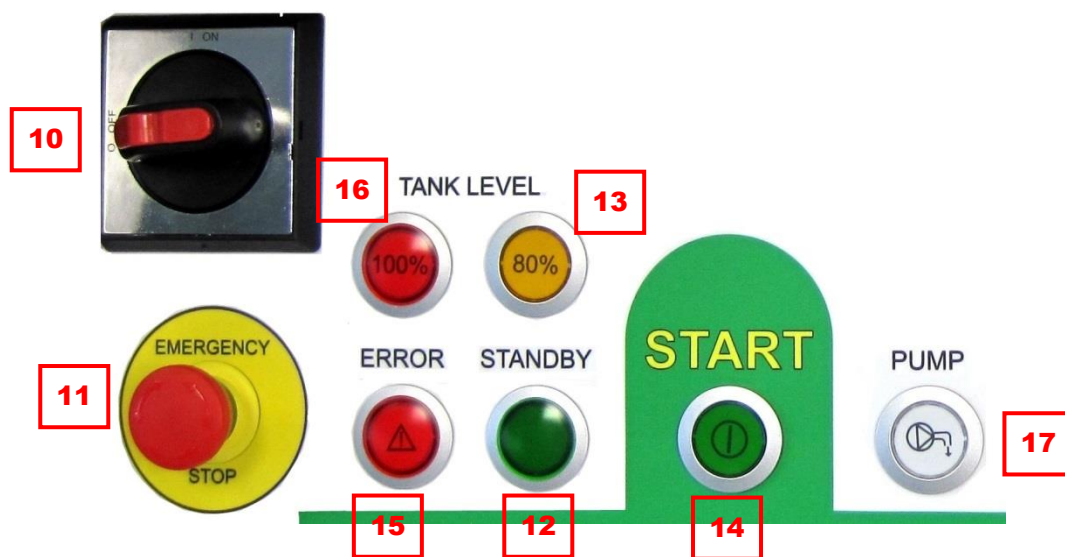 I ON
O OFF
10
16
TANK LEVEL
13
100%
80%
EMERGENCY
STOP
11
ERROR
STANDBY
START
PUMP
17
15
12
14